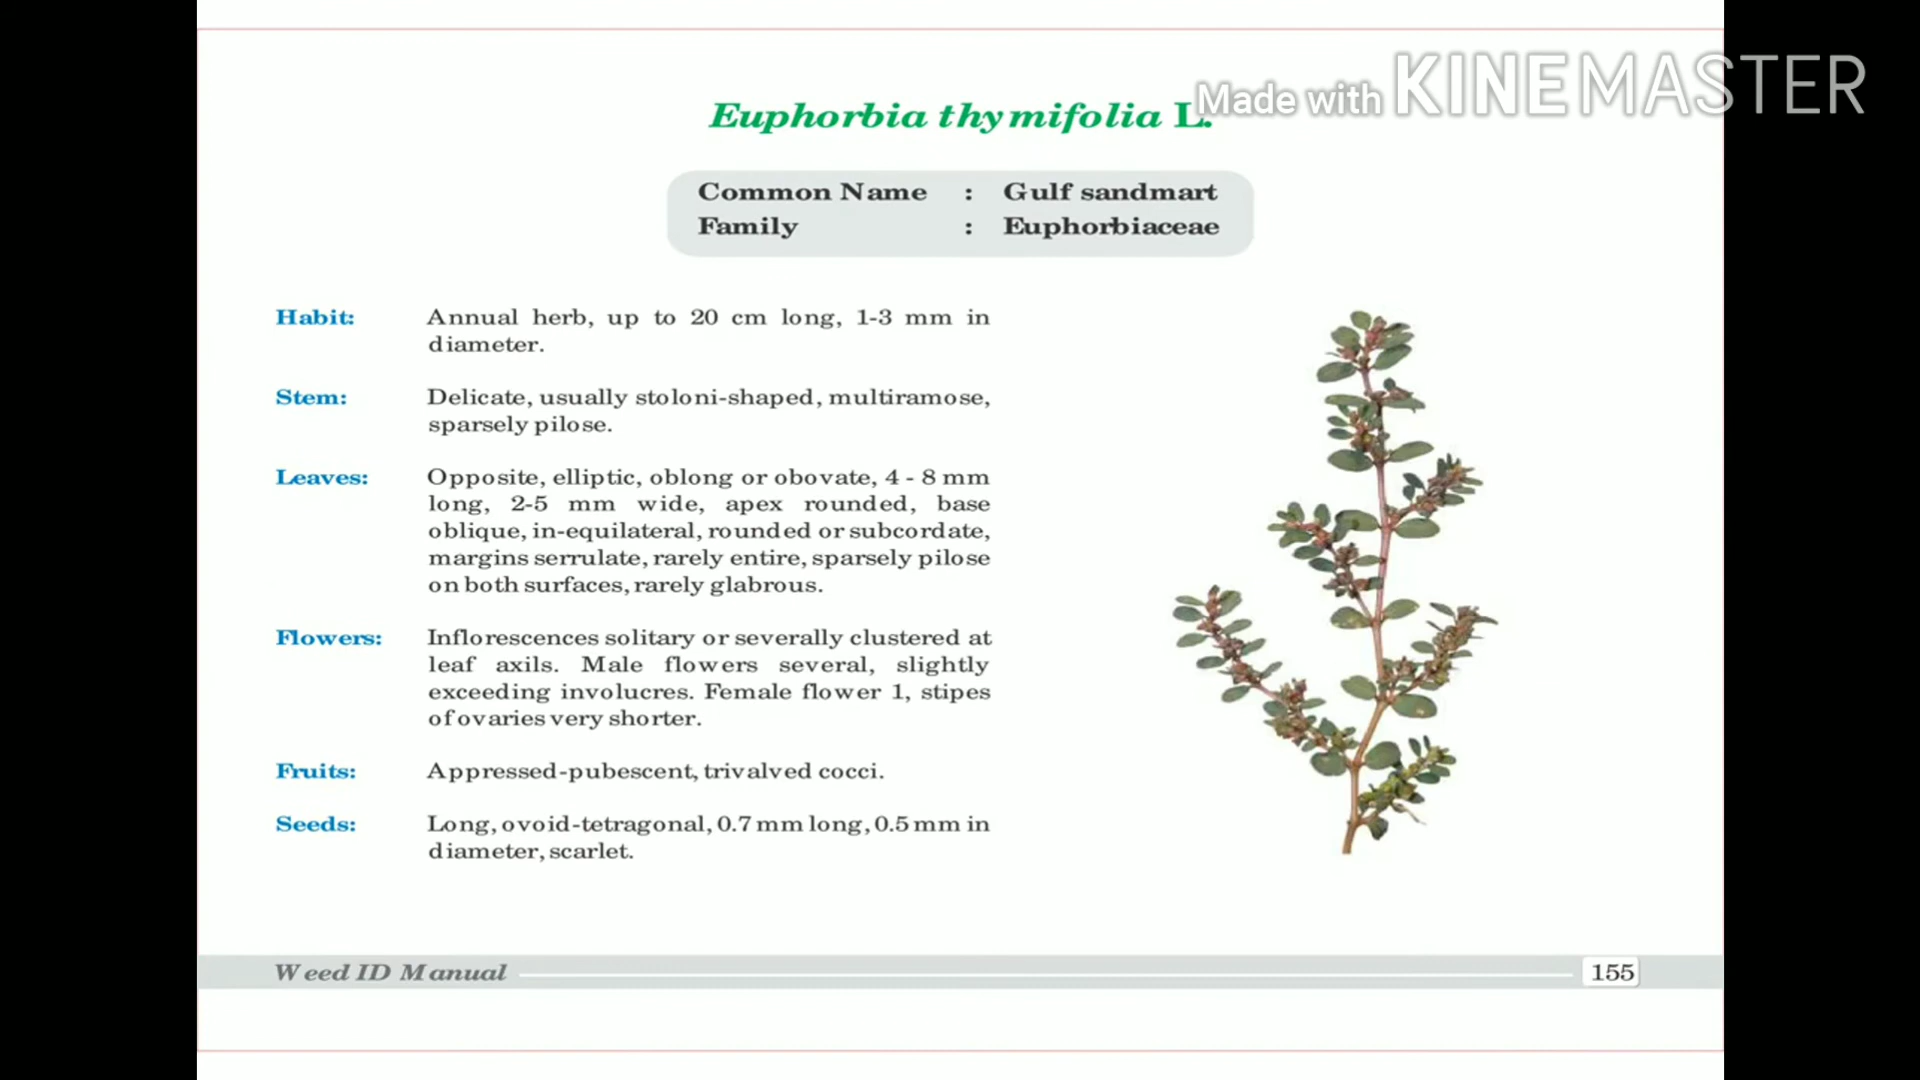 Made with KINEMASTER
Euphorbia thymifolia L.
Common Name : Gulf sandmart
Family : Euphorbiaceae
Habit: Annual herb, up to 20 cm long, 1-3 mm in
diameter.
Stem: Delicate, usually stoloni-shaped, multiramose,
sparsely pilose.
Leaves: Opposite, elliptic, oblong or obovate, 4 - 8 mm
long, 2-5 mm wide, apex rounded, base
oblique, in-equilateral, rounded or subcordate,
margins serrulate, rarely entire, sparsely pilose
on both surfaces, rarely glabrous.
Flowers: Inflorescences solitary or severally clustered at
leaf axils. Male flowers several, slightly
exceeding involucres. Female flower 1, stipes
of ovaries very shorter.
Fruits: Appressed-pubescent, trivalved cocci.
Seeds: Long, ovoid-tetragonal, 0.7 mm long, 0.5 mm in
diameter, scarlet.
Weed ID Manual 155